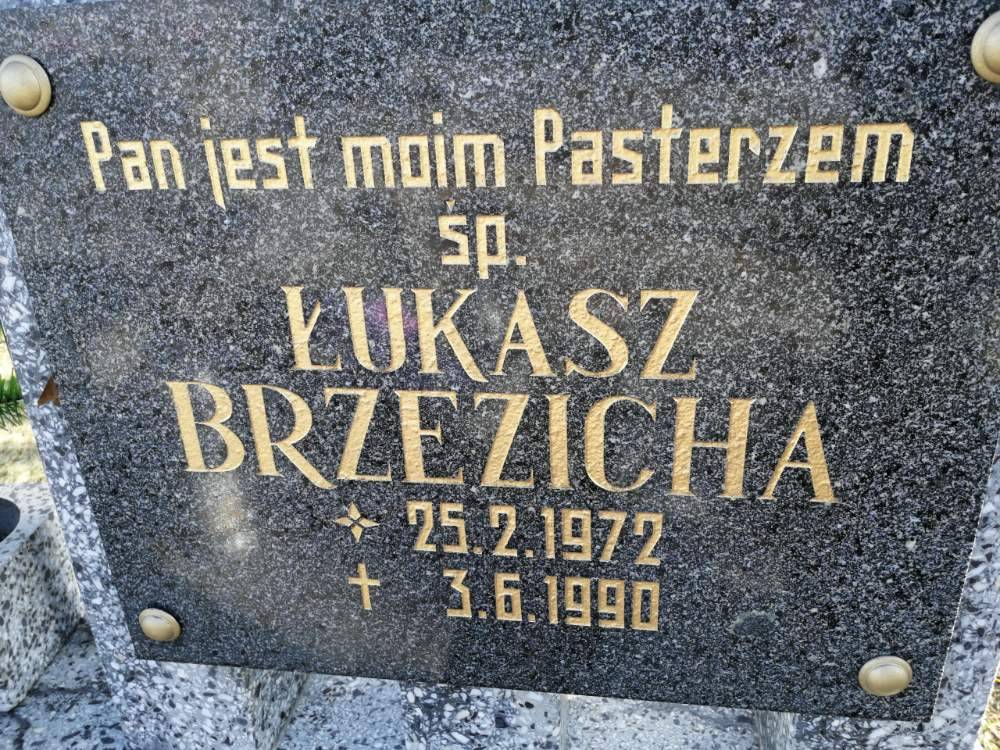 Pan jest moim Pasterzem
śp.
ŁUKASZ
BRZEZICHA
25.2.1972
3.6.1990